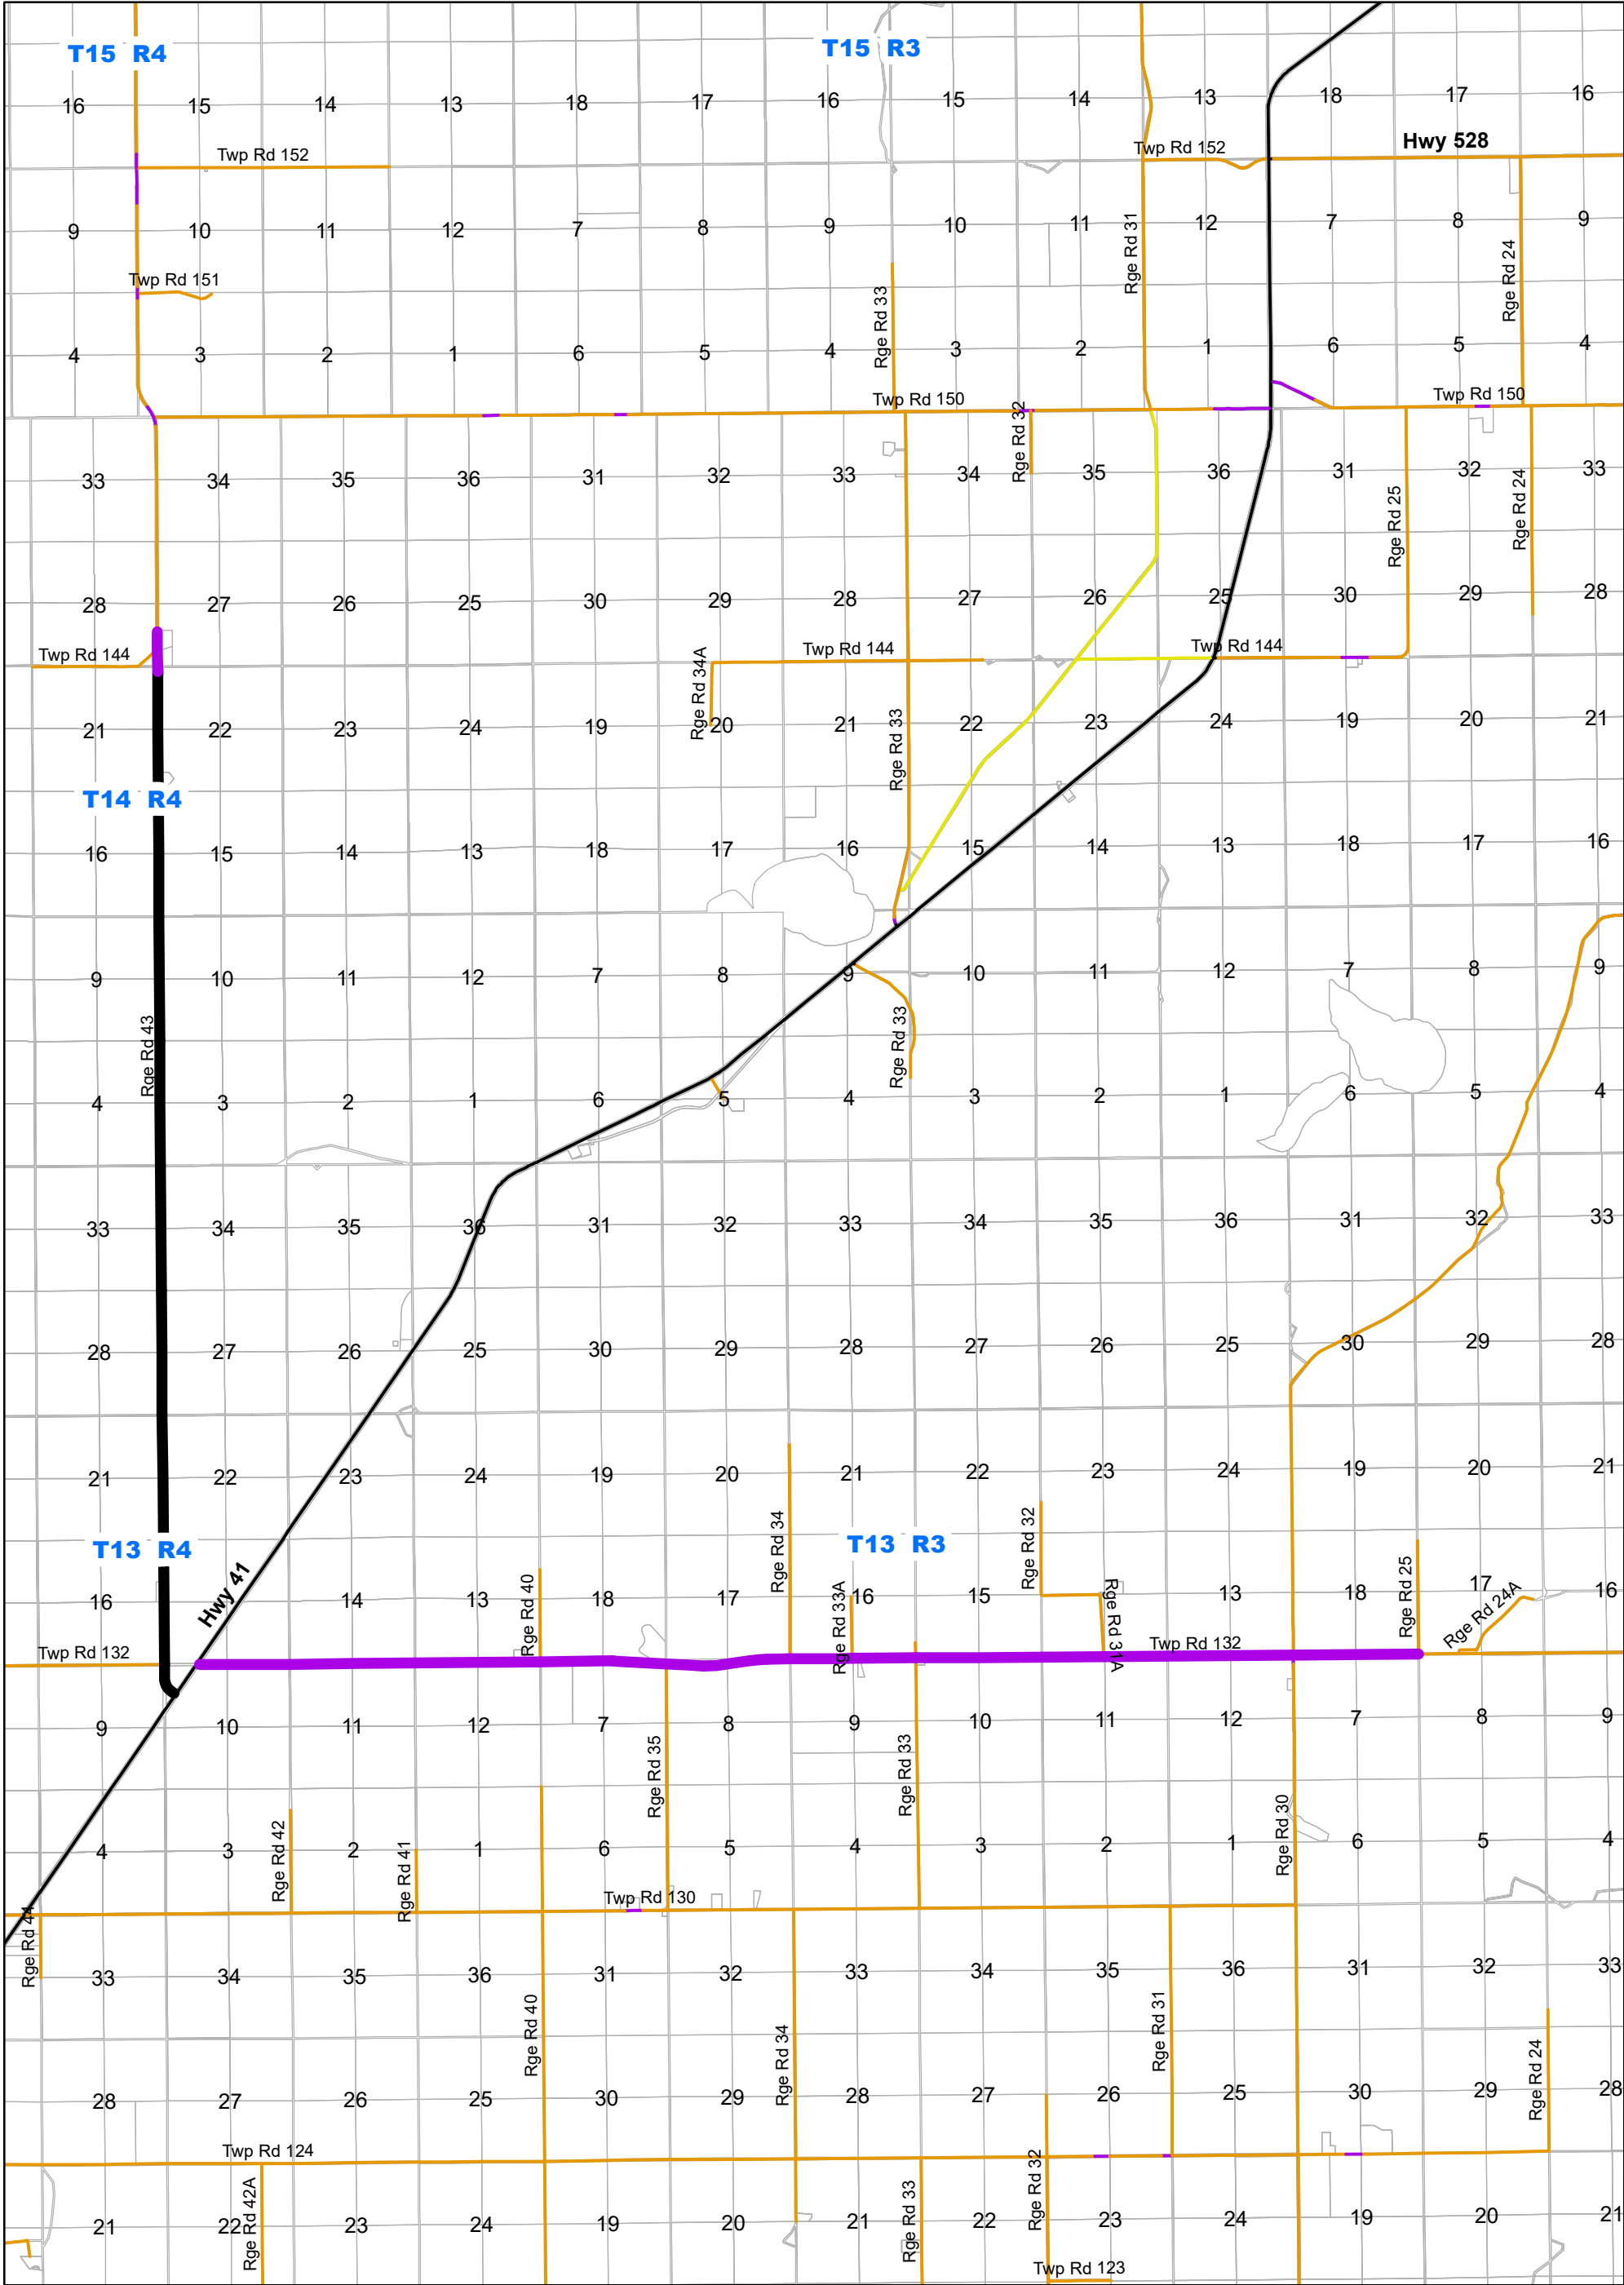 T15 R4 T15 R3
16 15 14 13 18 17 16 15 14 13 18 17 16
Twp Rd 152 Twp Rd 152 Hwy 528
9 10 11 12 7 8 9 10 11 Rge Rd 31 12 7 8 Rge Rd 24 9
Twp Rd 151
4 3 2 1 6 5 4 Rge Rd 33 3 2 1 6 5 4
Twp Rd 150 Twp Rd 150
33 34 35 36 31 32 33 34 Rge Rd 32 35 36 31 Rge Rd 25 32 Rge Rd 24 33
28 27 26 25 30 29 28 27 26 25 30 29 28
Twp Rd 144 Twp Rd 144 Twp Rd 144
21 22 23 24 19 Rge Rd 34A 20 21 Rge Rd 33 22 23 24 19 20 21
T14 R4
16 15 14 13 18 17 16 15 14 13 18 17 16
9 10 11 12 7 8 9 10 11 12 7 8 9
Rge Rd 43 Rge Rd 33
4 3 2 1 6 5 4 3 2 1 6 5 4
33 34 35 36 31 32 33 34 35 36 31 32 33
28 27 26 25 30 29 28 27 26 25 30 29 28
21 22 23 24 19 20 21 22 23 24 19 20 21
T13 R4 Rge Rd 34 T13 R3 Rge Rd 32
16 Hwy 41 14 13 Rge Rd 40 18 17 Rge Rd 33A 16 15 Rge Rd 31A 13 18 Rge Rd 25 17 Rge Rd 24A 16
Twp Rd 132 Twp Rd 132
9 10 11 12 7 8 9 10 11 12 7 8 9
Rge Rd 35 Rge Rd 33
4 3 Rge Rd 42 2 Rge Rd 41 1 6 5 4 3 2 1 Rge Rd 30 6 5 4
Twp Rd 130
Rge Rd 44 33 34 35 36 31 32 33 34 35 36 31 32 33
Rge Rd 40 Rge Rd 34 Rge Rd 31 Rge Rd 24
28 27 26 25 30 29 28 27 26 25 30 29 28
Twp Rd 124
21 22 Rge Rd 42A 23 24 19 20 21 Rge Rd 33 22 Rge Rd 32 23 24 19 20 21
Twp Rd 123